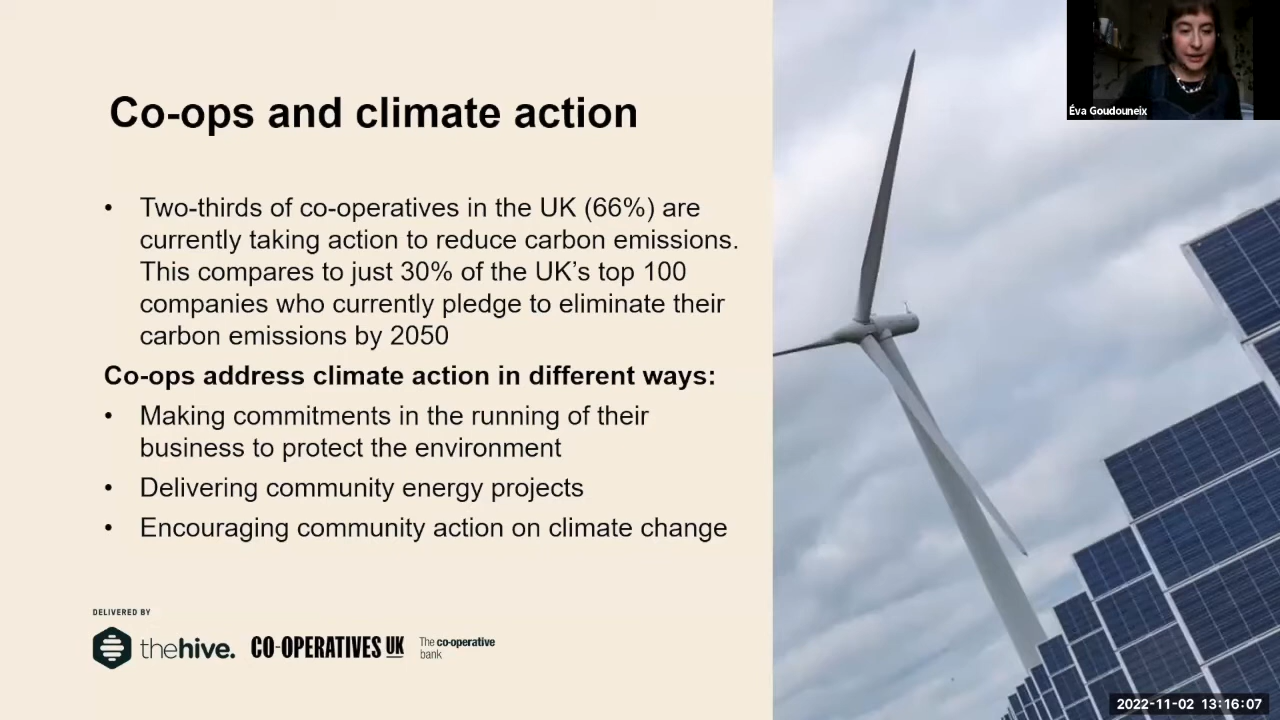 Éva Goudouneix
Co-ops and climate action
• Two-thirds of co-operatives in the UK (66%) are
currently taking action to reduce carbon emissions.
This compares to just 30% of the UK’s top 100
companies who currently pledge to eliminate their
carbon emissions by 2050
Co-ops address climate action in different ways:
• Making commitments in the running of their
business to protect the environment
• Delivering community energy projects
• Encouraging community action on climate change
DELIVERED BY
thehive.
CO-OPERATIVES UK
The co-operative
bank
2022-11-02 13:16:07